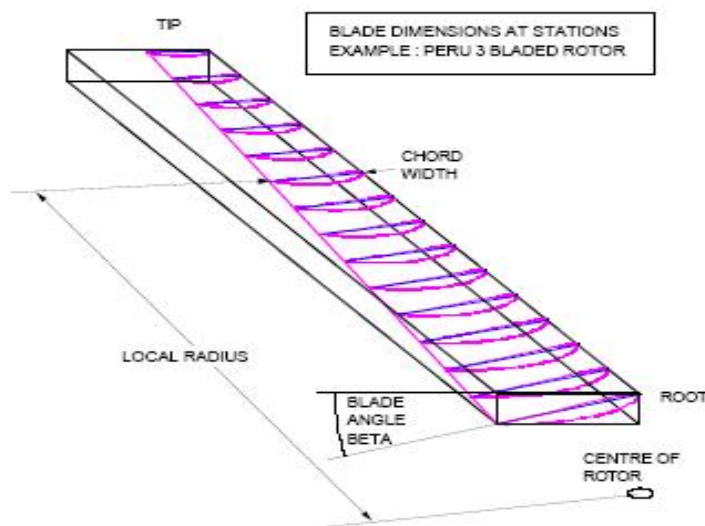 TIP
BLADE DIMENSIONS AT STATIONS
EXAMPLE : PERU 3 BLADED ROTOR
CHORD
WIDTH
LOCAL RADIUS
BLADE
ANGLE
BETA
ROOT
CENTRE OF
ROTOR